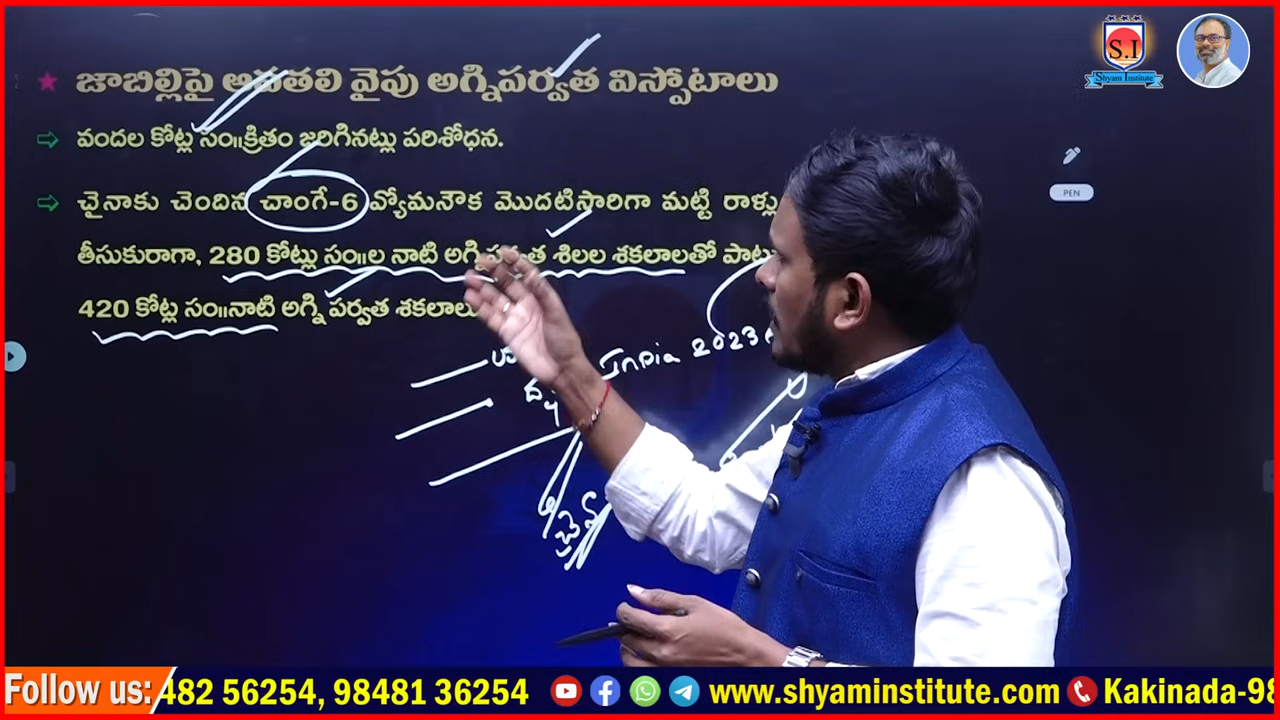 S.I
Shyam Institute
జాబిల్లిపై అవతలి వైపు అగ్నిపర్వత విస్పోటాలు
వందల కోట్ల సం॥క్రితం జరిగినట్లు పరిశోధన.
PEN
చైనాకు చెందిన చాంగే-6 వ్యోమనౌక మొదటిసారిగా మట్టి రాళ్లు
తీసుకురాగా, 280 కోట్లు సం॥ల నాటి అగ్నిపర్వత శిలల శకలాలతో పాటు
420 కోట్ల సం॥నాటి అగ్ని పర్వత శకలాలు
India 2023
చైనా
Follow us: 482 56254, 98481 36254 www.shyaminstitute.com Kakinada-98